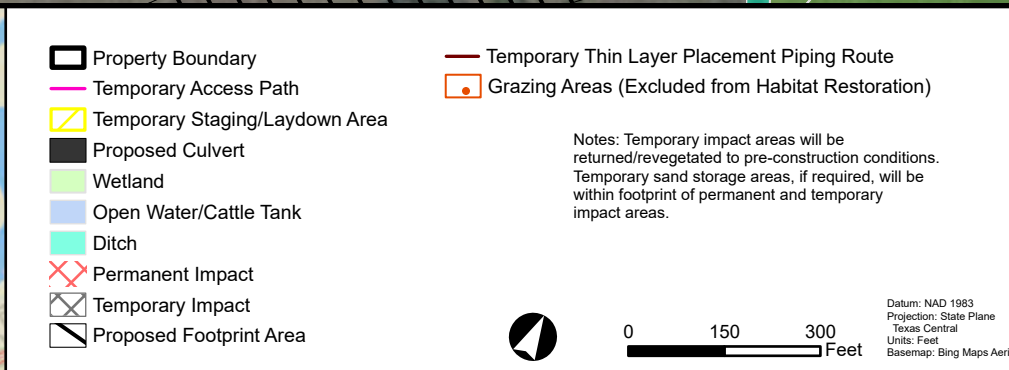 Property Boundary
Temporary Access Path
Temporary Staging/Laydown Area
Proposed Culvert
Wetland
Open Water/Cattle Tank
Ditch
Permanent Impact
Temporary Impact
Proposed Footprint Area
Temporary Thin Layer Placement Piping Route
Grazing Areas (Excluded from Habitat Restoration)
Notes: Temporary impact areas will be
returned/revegetated to pre-construction conditions.
Temporary sand storage areas, if required, will be
within footprint of permanent and temporary
impact areas.
0 150 300
Feet
Datum: NAD 1983
Projection: State Plane
Texas Central
Units: Feet
Basemap: Bing Maps Aeri